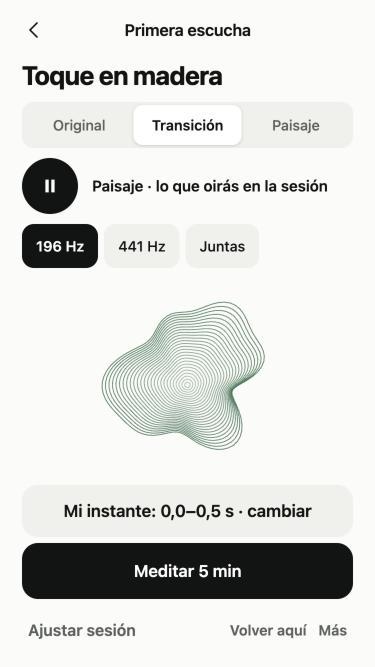 Primera escucha
Toque en madera
Original Transición Paisaje
Paisaje · lo que oirás en la sesión
196 Hz 441 Hz Juntas
Mi instante: 0,0–0,5 s · cambiar
Meditar 5 min
Ajustar sesión Volver aquí Más